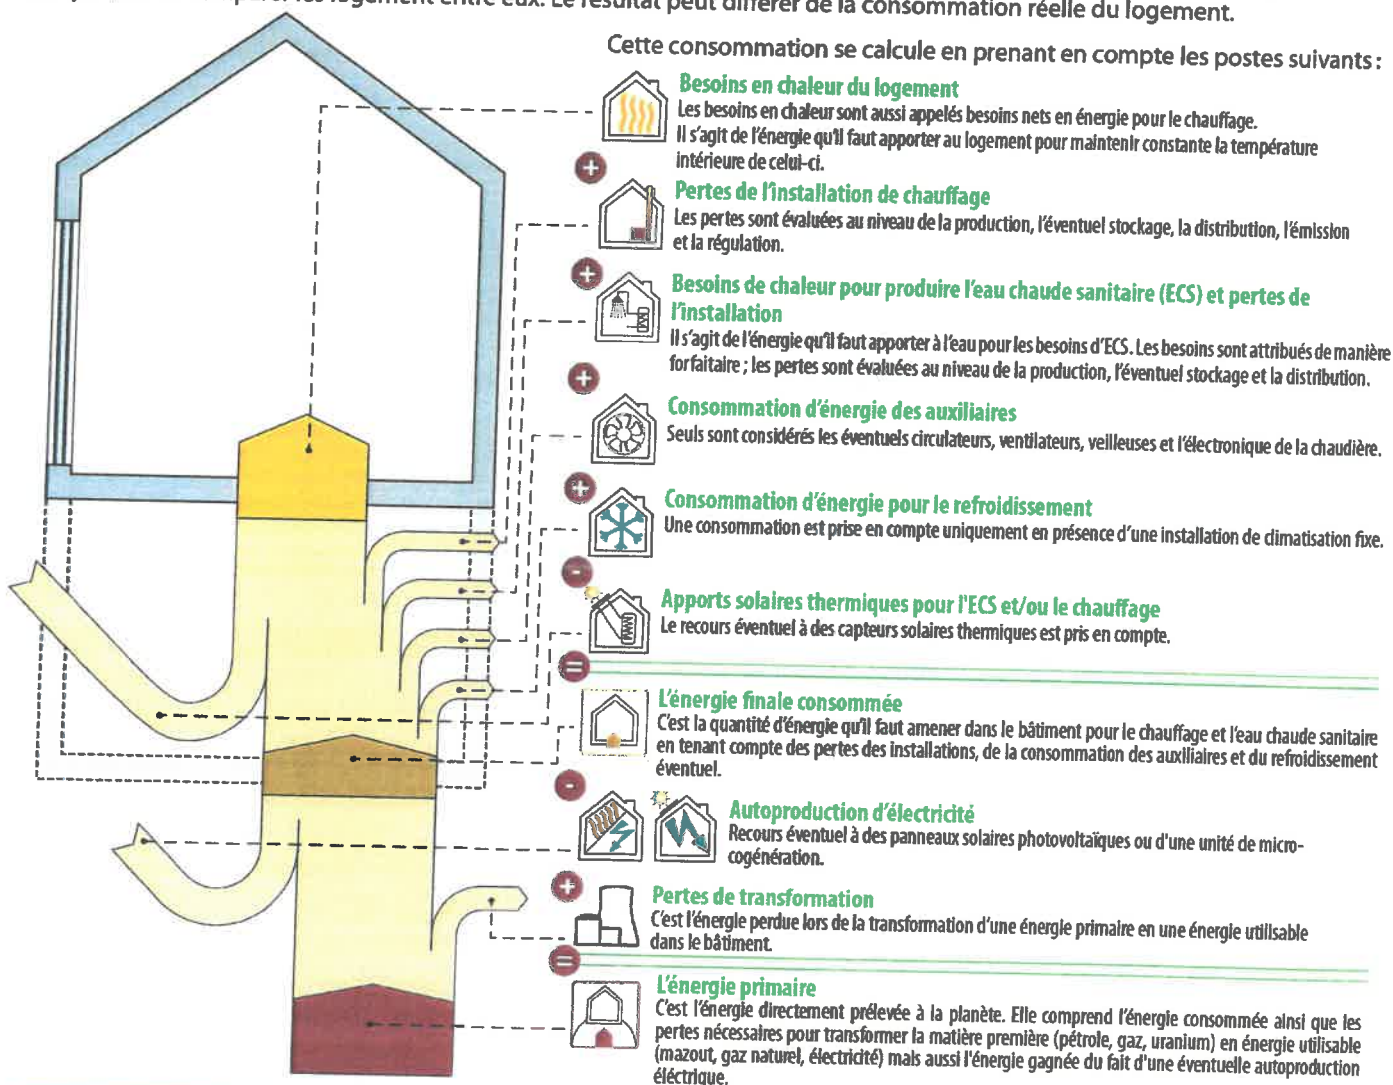 les logement entre eux. Le résultat peut différer de la consommation réelle du logement.
Cette consommation se calcule en prenant en compte les postes suivants :
Besoins en chaleur du logement
Les besoins en chaleur sont aussi appelés besoins nets en énergie pour le chauffage.
Il s'agit de l'énergie qu'il faut apporter au logement pour maintenir constante la température
intérieure de celui-ci.
+
Pertes de l'installation de chauffage
Les pertes sont évaluées au niveau de la production, l'éventuel stockage, la distribution, l'émission
et la régulation.
+
Besoins de chaleur pour produire l'eau chaude sanitaire (ECS) et pertes de
l'installation
Il s'agit de l'énergie qu'il faut apporter à l'eau pour les besoins d'ECS. Les besoins sont attribués de manière
forfaitaire ; les pertes sont évaluées au niveau de la production, l'éventuel stockage et la distribution.
+
Consommation d'énergie des auxiliaires
Seuls sont considérés les éventuels circulateurs, ventilateurs, veilleuses et l'électronique de la chaudière.
+
Consommation d'énergie pour le refroidissement
Une consommation est prise en compte uniquement en présence d'une installation de climatisation fixe.
-
Apports solaires thermiques pour l'ECS et/ou le chauffage
Le recours éventuel à des capteurs solaires thermiques est pris en compte.
=
L'énergie finale consommée
C'est la quantité d'énergie qu'il faut amener dans le bâtiment pour le chauffage et l'eau chaude sanitaire
en tenant compte des pertes des installations, de la consommation des auxiliaires et du refroidissement
éventuel.
-
Autoproduction d'électricité
Recours éventuel à des panneaux solaires photovoltaïques ou d'une unité de micro-
cogénération.
+
Pertes de transformation
C'est l'énergie perdue lors de la transformation d'une énergie primaire en une énergie utilisable
dans le bâtiment.
=
L'énergie primaire
C'est l'énergie directement prélevée à la planète. Elle comprend l'énergie consommée ainsi que les
pertes nécessaires pour transformer la matière première (pétrole, gaz, uranium) en énergie utilisable
(mazout, gaz naturel, électricité) mais aussi l'énergie gagnée du fait d'une éventuelle autoproduction
éléctrique.